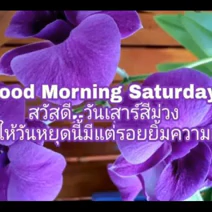 ood Morning Saturday
สวัสดี..วันเสาร์สีม่วง
ให้วันหยุดนี้มีแต่รอยยิ้มความ